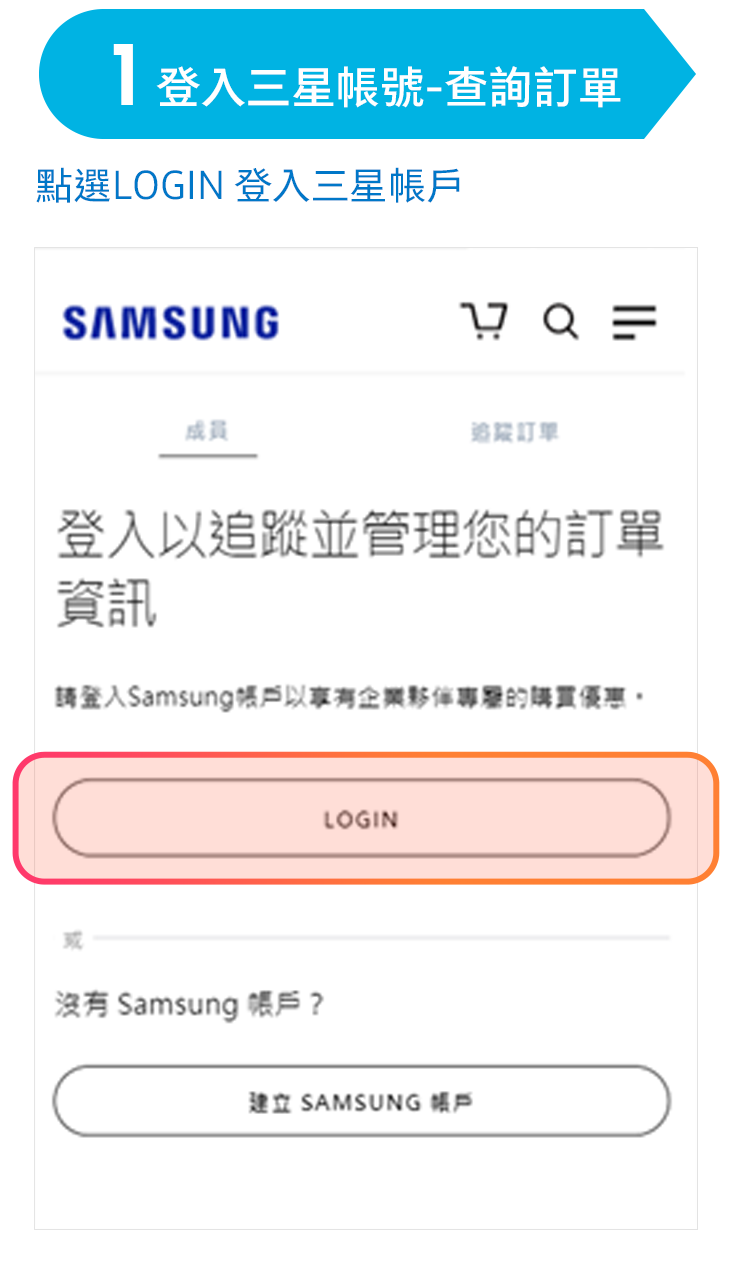 1 登入三星帳號-查詢訂單
點選LOGIN 登入三星帳戶
SAMSUNG
成員 追蹤訂單
登入以追蹤並管理您的訂單
資訊
請登入Samsung帳戶以享有企業夥伴專屬的購買優惠。
LOGIN
或
沒有 Samsung 帳戶？
建立 SAMSUNG 帳戶